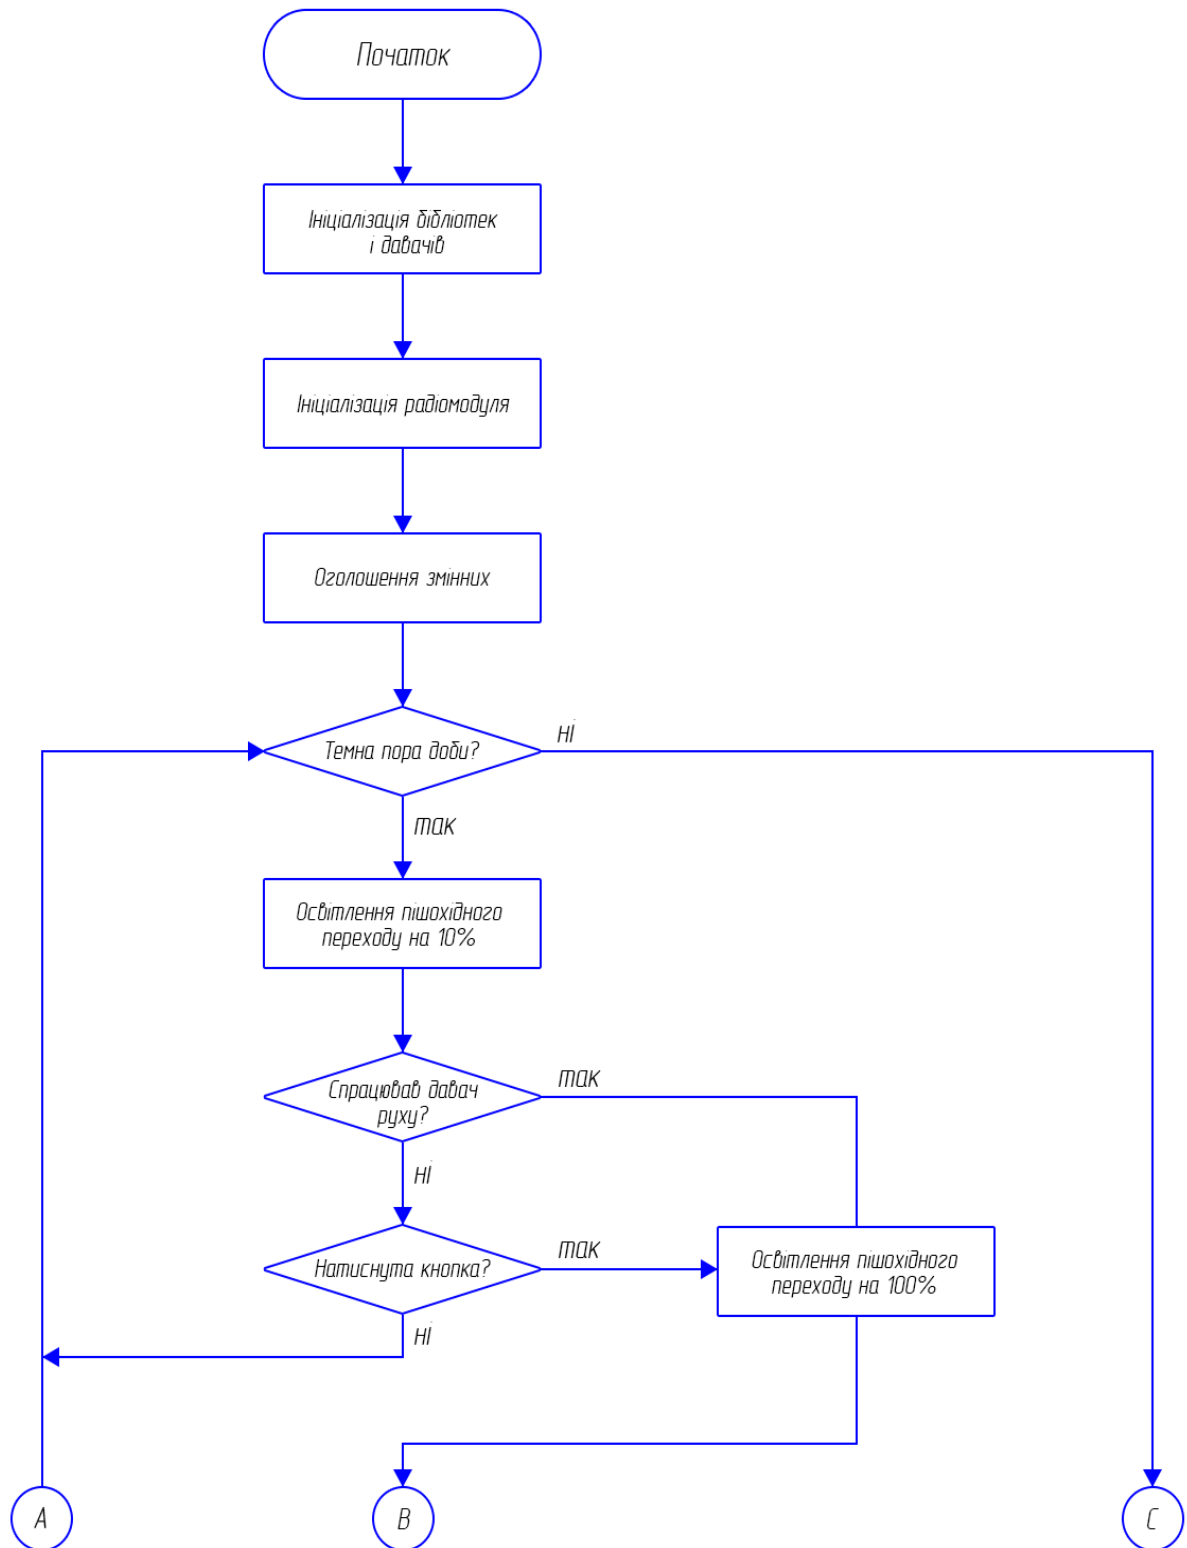 Початок
Ініціалізація бібліотек
і давачів
Ініціалізація радіомодуля
Оголошення змінних
Темна пора доби?
ні
так
Освітлення пішохідного
переходу на 10%
Спрацював давач
руху?
так
ні
Натиснута кнопка?
так
Освітлення пішохідного
переходу на 100%
ні
A
B
C